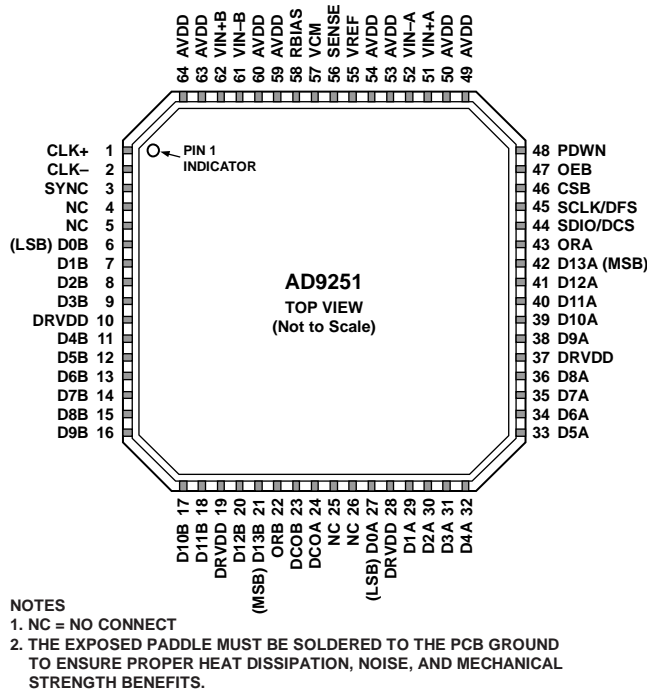 64 AVDD
63 AVDD
62 VIN+B
61 VIN–B
60 AVDD
59 AVDD
58 RBIAS
57 VCM
56 SENSE
55 VREF
54 AVDD
53 AVDD
52 VIN–A
51 VIN+A
50 AVDD
49 AVDD
CLK+ 1
CLK– 2
SYNC 3
NC 4
NC 5
(LSB) D0B 6
D1B 7
D2B 8
D3B 9
DRVDD 10
D4B 11
D5B 12
D6B 13
D7B 14
D8B 15
D9B 16
PIN 1
INDICATOR
AD9251
TOP VIEW
(Not to Scale)
48 PDWN
47 OEB
46 CSB
45 SCLK/DFS
44 SDIO/DCS
43 ORA
42 D13A (MSB)
41 D12A
40 D11A
39 D10A
38 D9A
37 DRVDD
36 D8A
35 D7A
34 D6A
33 D5A
D10B 17
D11B 18
DRVDD 19
D12B 20
(MSB) D13B 21
ORB 22
DCOB 23
DCOA 24
NC 25
NC 26
(LSB) D0A 27
DRVDD 28
D1A 29
D2A 30
D3A 31
D4A 32
NOTES
1. NC = NO CONNECT
2. THE EXPOSED PADDLE MUST BE SOLDERED TO THE PCB GROUND
TO ENSURE PROPER HEAT DISSIPATION, NOISE, AND MECHANICAL
STRENGTH BENEFITS.